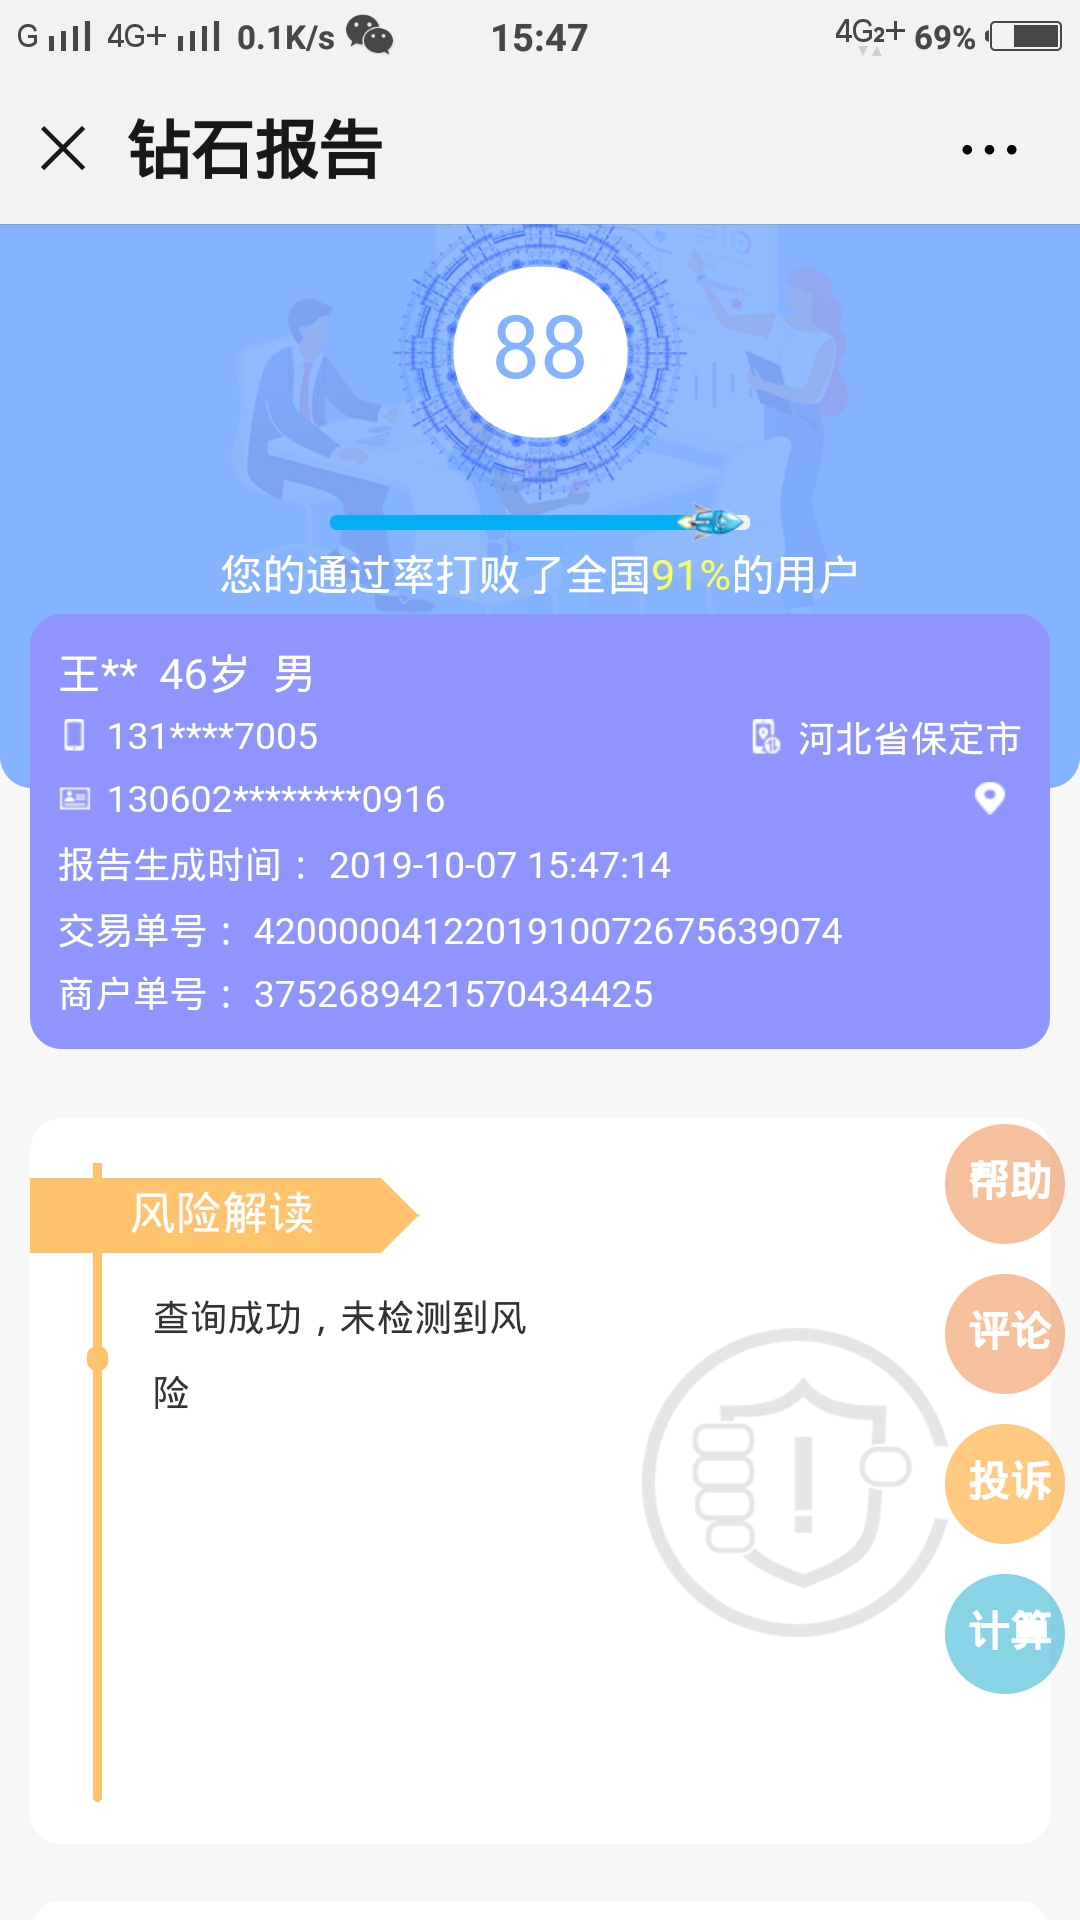 G 4G+ 0.1K/s 15:47 4G2+ 69%
钻石报告
88
您的通过率打败了全国91%的用户
王** 46岁 男
131****7005 河北省保定市
130602********0916
报告生成时间： 2019-10-07 15:47:14
交易单号： 4200000412201910072675639074
商户单号： 3752689421570434425
帮助
风险解读
查询成功，未检测到风
险
评论
投诉
计算